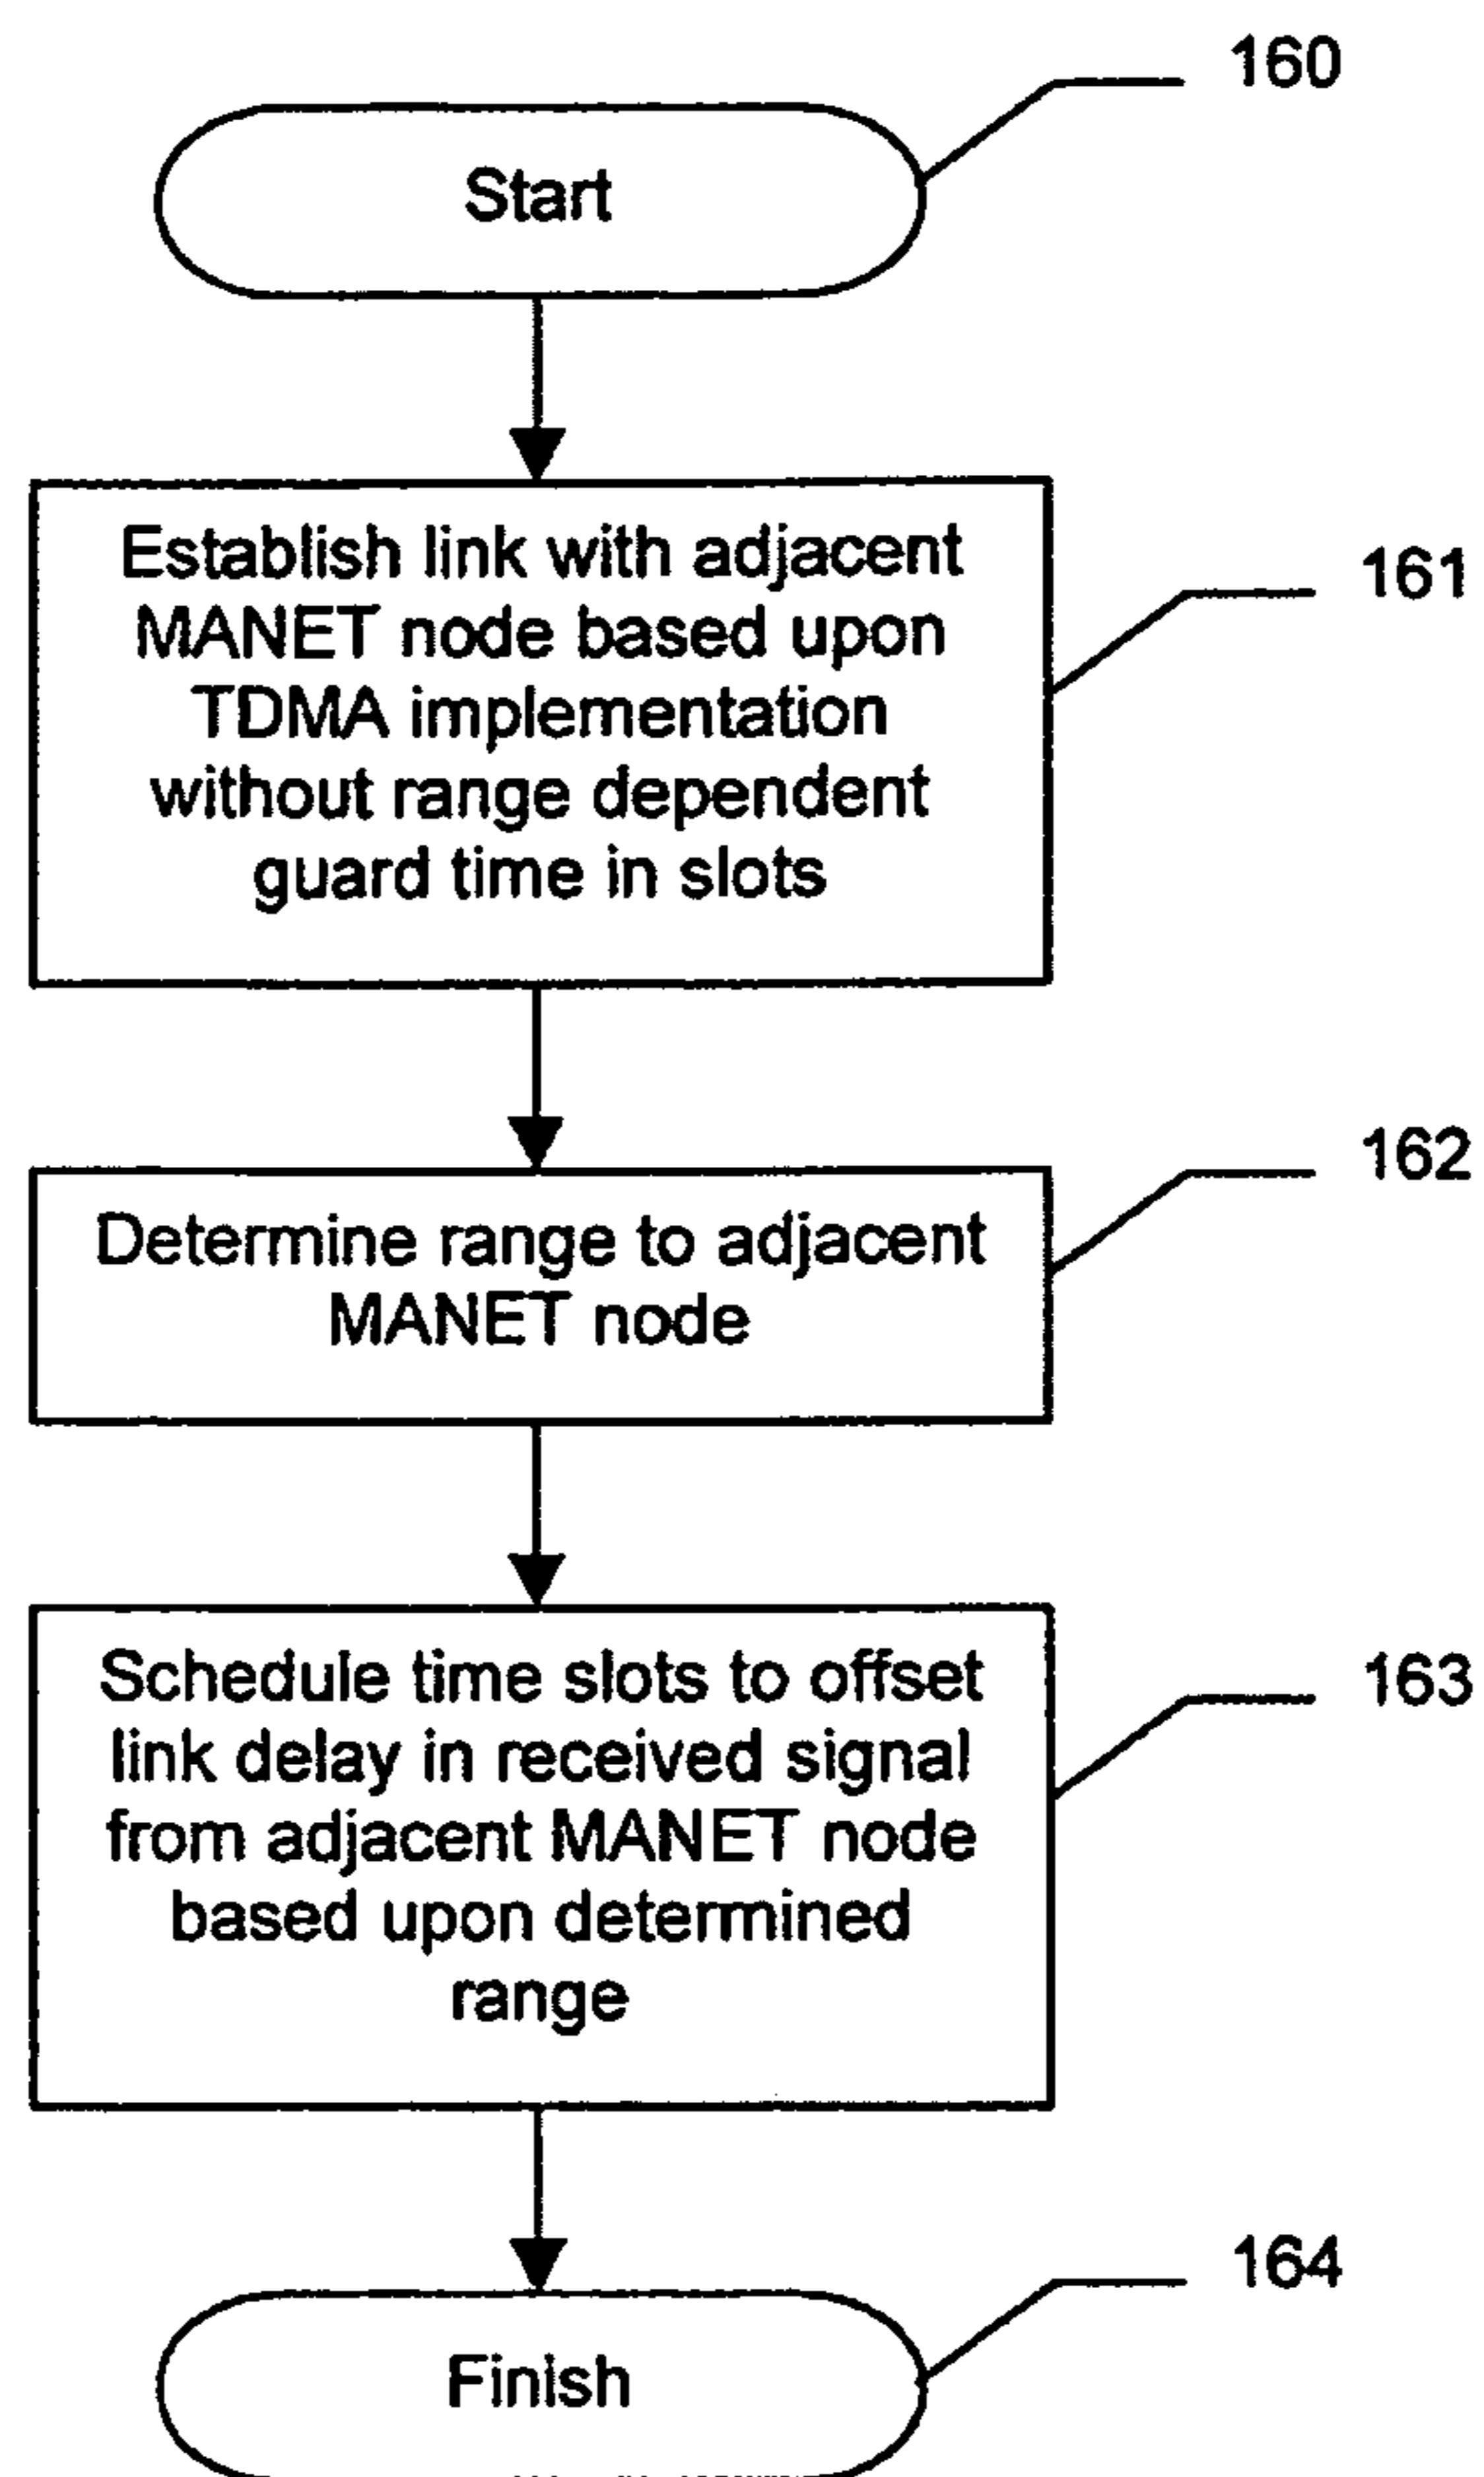 160
Start
Establish link with adjacent
MANET node based upon
TDMA implementation
without range dependent
guard time in slots
161
Determine range to adjacent
MANET node
162
Schedule time slots to offset
link delay in received signal
from adjacent MANET node
based upon determined
range
163
Finish
164